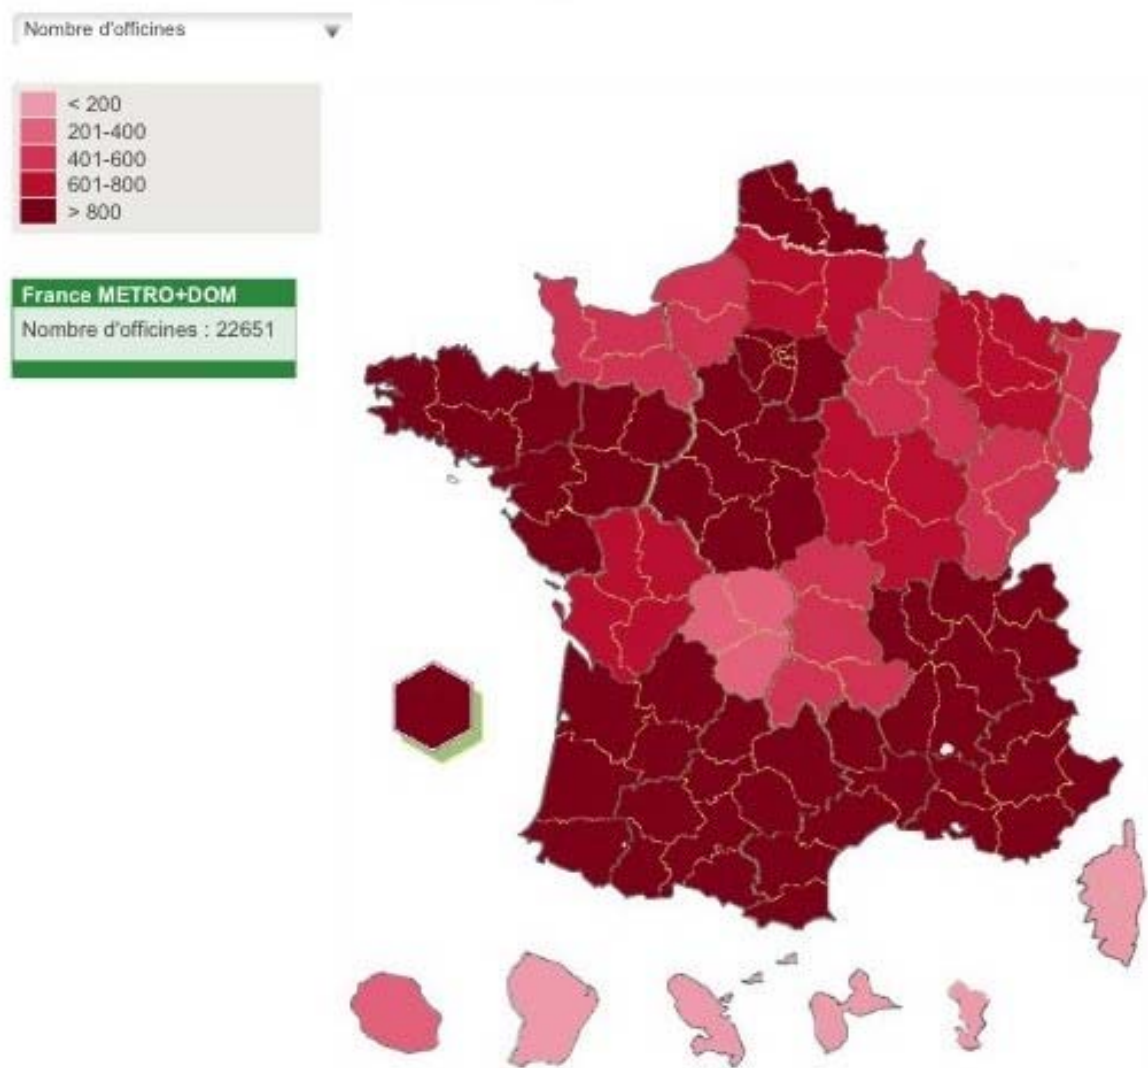 Nombre d'officines
< 200
201-400
401-600
601-800
> 800
France METRO+DOM
Nombre d'officines : 22651